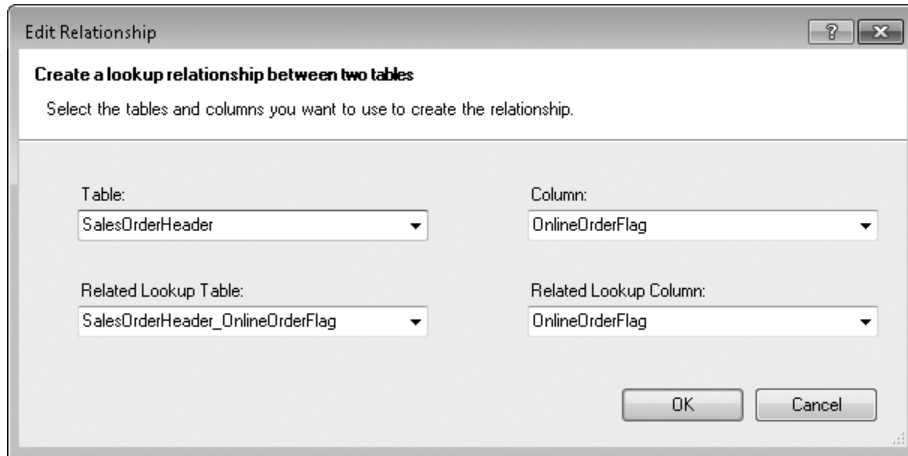 Edit Relationship
Create a lookup relationship between two tables
Select the tables and columns you want to use to create the relationship.
Table:
Column:
SalesOrderHeader
OnlineOrderFlag
Related Lookup Table:
Related Lookup Column:
SalesOrderHeader_OnlineOrderFlag
OnlineOrderFlag
OK
Cancel